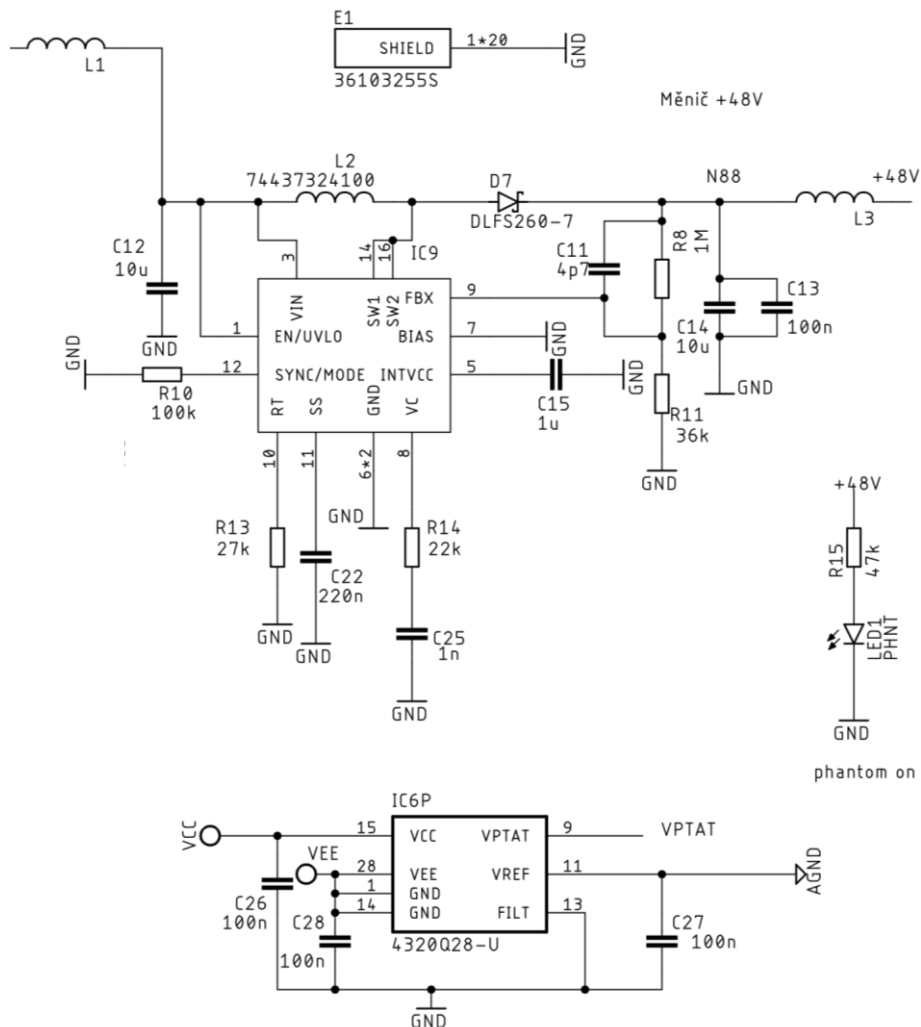 E1
SHIELD
1*20
GND
36103255S
L1
Měnič +48V
L2
74437324100
D7
DLFS260-7
N88
+48V
L3
C12
10u
GND
3
14
16
IC9
C11
4p7
R8
1M
C13
100n
C14
10u
GND
VIN
SW1
SW2
FBX
9
1
EN/UVLO
BIAS
7
GND
GND
12
SYNC/MODE
INTVCC
5
GND
R10
100k
RT
SS
GND
VC
C15
1u
R11
36k
GND
10
11
6*2
8
GND
R13
27k
C22
220n
R14
22k
GND
GND
C25
1n
GND
+48V
R15
47k
LED1
PHNT
GND
phantom on
IC6P
VCC
15
VCC
VPTAT
9
VPTAT
VEE
28
VEE
VREF
11
AGND
1
GND
14
GND
FILT
13
C26
100n
C28
100n
4320Q28-U
C27
100n
GND